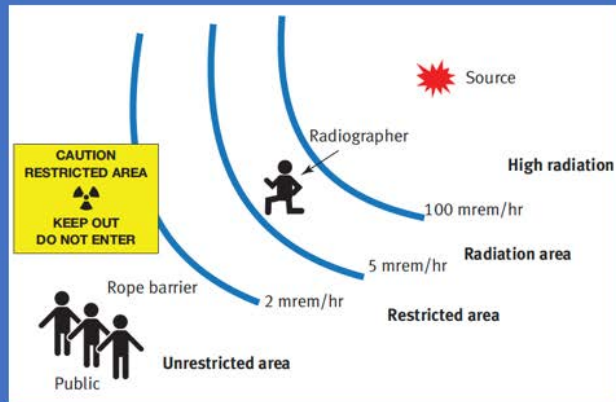 Source
Radiographer
High radiation
CAUTION
RESTRICTED AREA
KEEP OUT
DO NOT ENTER
100 mrem/hr
Radiation area
5 mrem/hr
Rope barrier
2 mrem/hr
Restricted area
Unrestricted area
Public